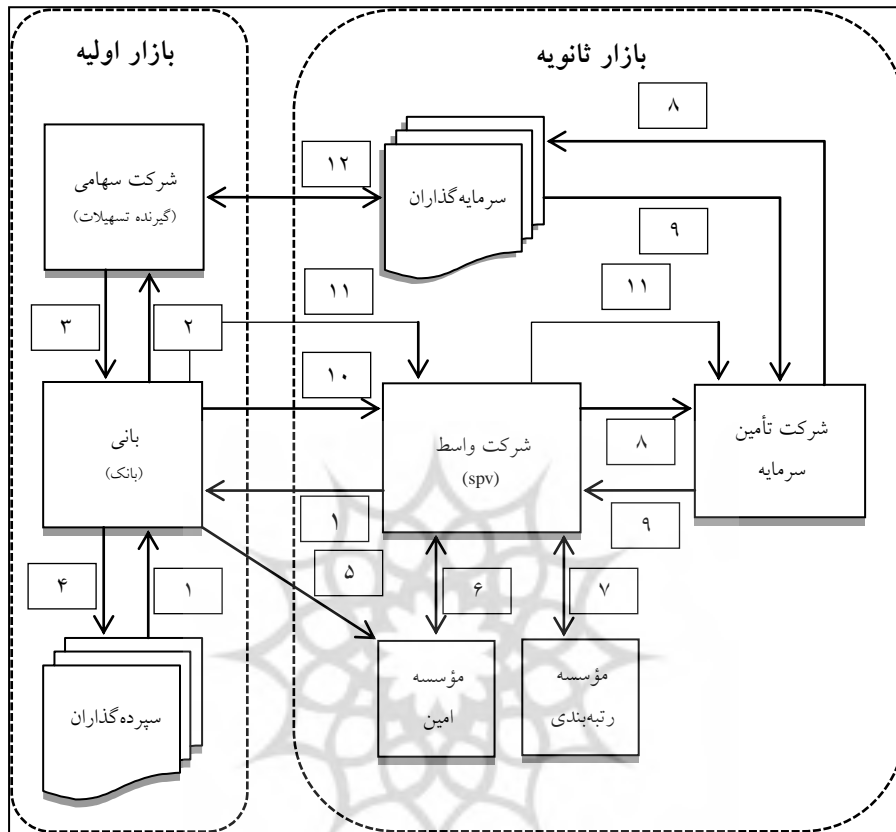 بازار اولیه
بازار ثانویه
۸
۱۲
شرکت سهامی
(گیرنده تسهیلات)
سرمایه‌گذاران
۹
۱۱
۱۱
۳
۲
۱۰
بانی
(بانک)
شرکت واسط
(spv)
شرکت تأمین
سرمایه
۸
۱
۹
۵
۴
۱
۶
۷
سپرده‌گذاران
مؤسسه
امین
مؤسسه
رتبه‌بندی